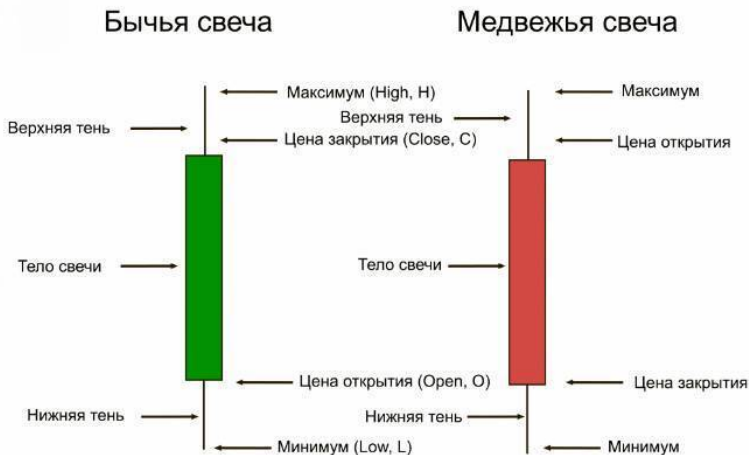 Бычья свеча
Медвежья свеча
Максимум (High, H)
Верхняя тень
Цена закрытия (Close, C)
Тело свечи
Цена открытия (Open, O)
Нижняя тень
Минимум (Low, L)
Максимум
Верхняя тень
Цена открытия
Тело свечи
Цена закрытия
Нижняя тень
Минимум